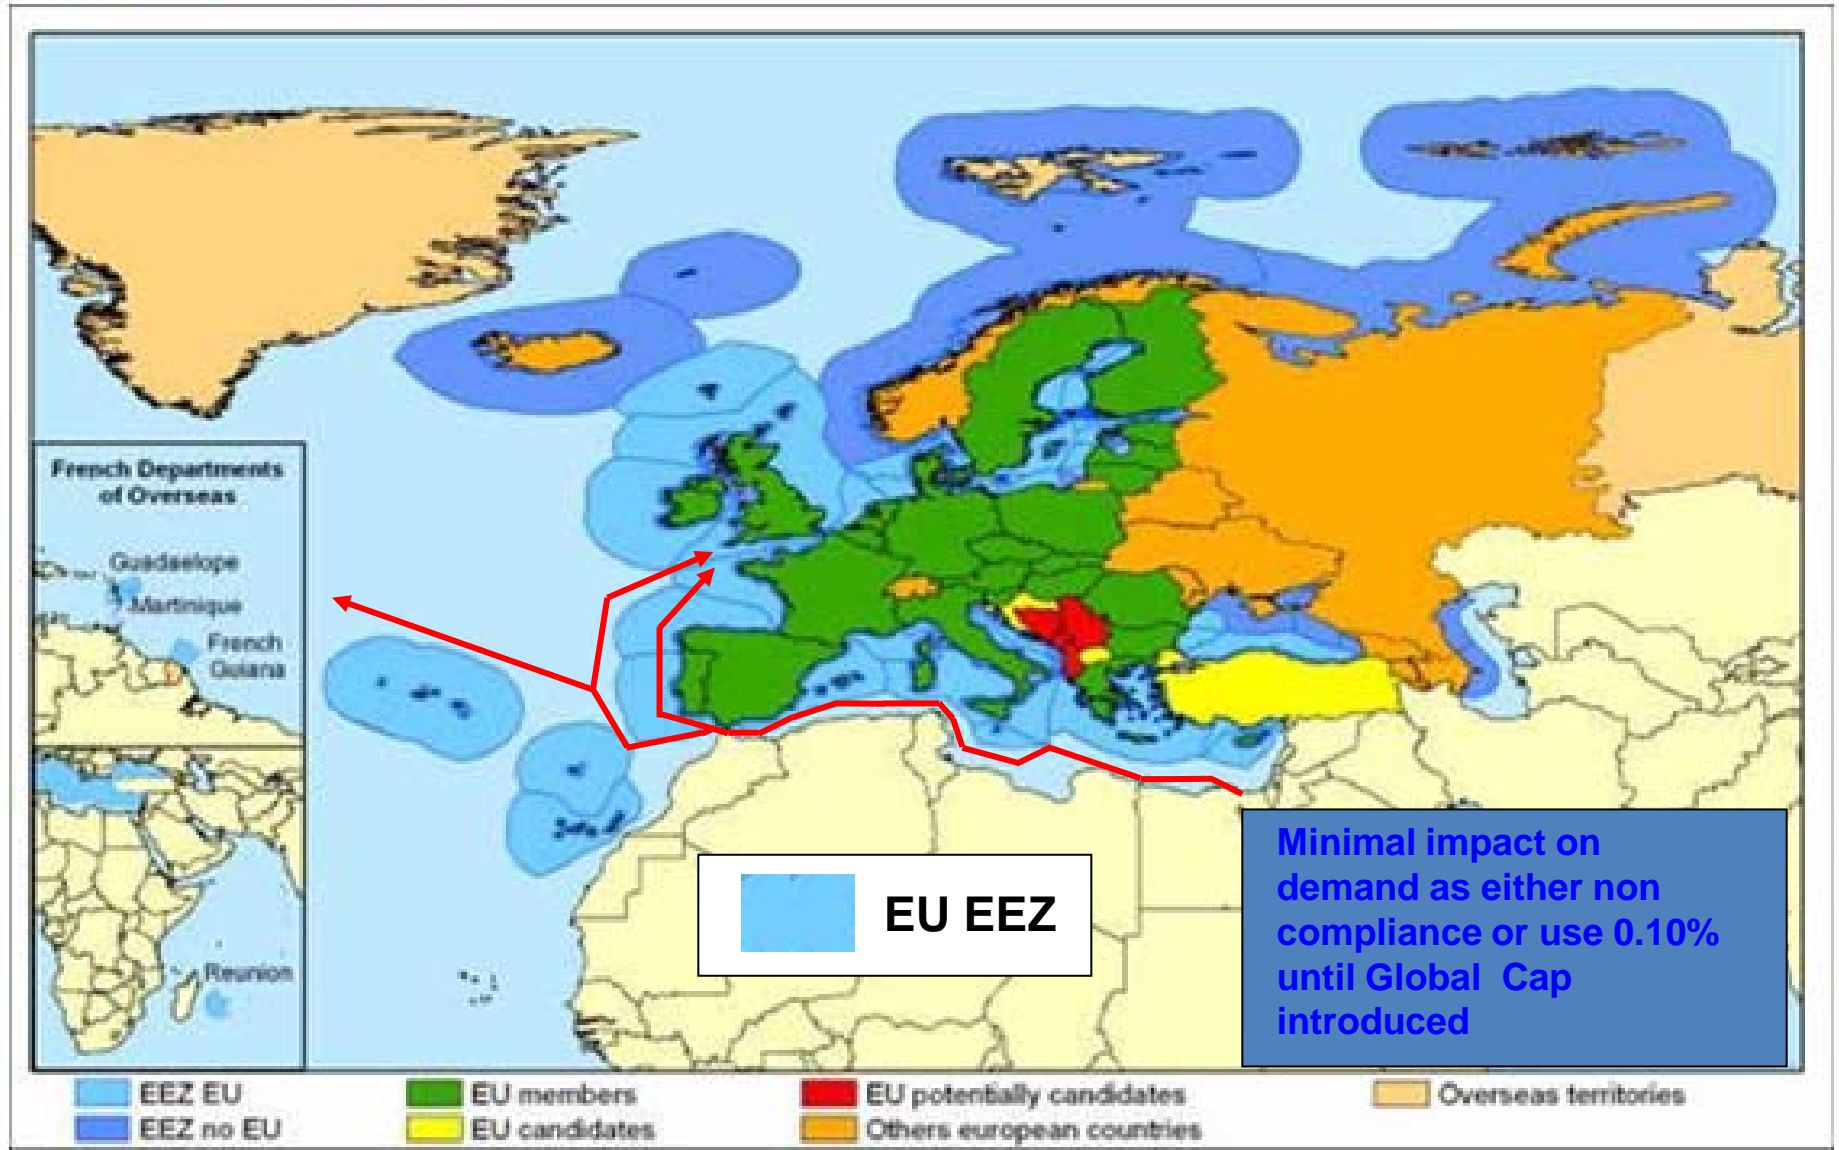 French Departments
of Overseas
Guadaelope
Martinique
French
Guiana
Reunion
EU EEZ
Minimal impact on
demand as either non
compliance or use 0.10%
until Global Cap
introduced
EEZ EU
EU members
EU potentially candidates
Overseas territories
EEZ no EU
EU candidates
Others european countries